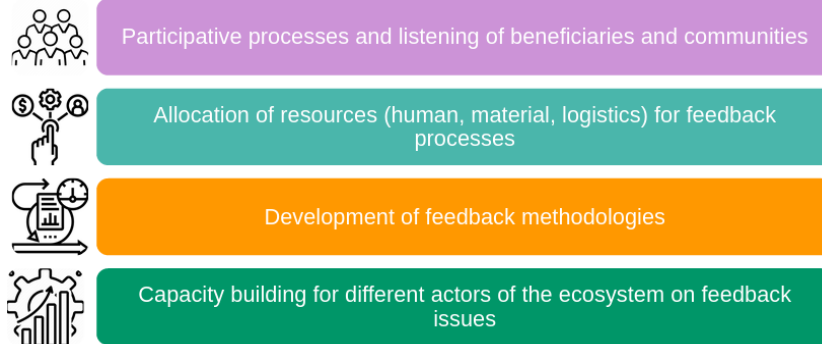 Participative processes and listening of beneficiaries and communities
$
Allocation of resources (human, material, logistics) for feedback
processes
Development of feedback methodologies
Capacity building for different actors of the ecosystem on feedback
issues